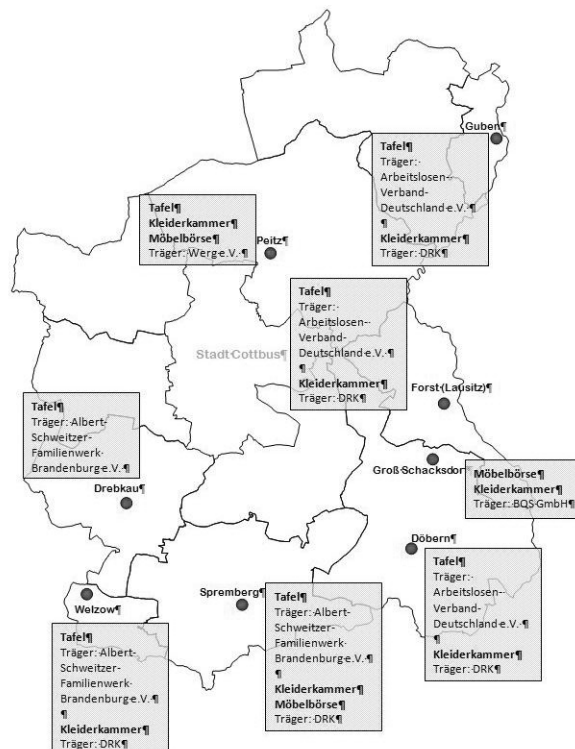 Guben¶
Tafel¶
Träger:·
Arbeitslosen-·
Verband-
Deutschland·e.V.·¶
¶
Kleiderkammer¶
Träger:·DRK¶
Tafel¶
Kleiderkammer¶
Möbelbörse¶
Träger:·Werg·e.V.·¶
Peitz¶
Tafel¶
Träger:·
Arbeitslosen-·
Verband-
Deutschland·e.V.·¶
¶
Kleiderkammer¶
Träger:·DRK¶
Stadt·Cottbus¶
Forst·(Lausitz)¶
Tafel¶
Träger:·Albert-
Schweitzer-
Familienwerk·
Brandenburg·e.V.¶
Drebkau¶
Groß·Schacksdorf¶
Möbelbörse¶
Kleiderkammer¶
Träger:·BQS·GmbH¶
Döbern¶
Tafel¶
Träger:·
Arbeitslosen-·
Verband-
Deutschland·e.V.·¶
¶
Kleiderkammer¶
Träger:·DRK¶
Welzow¶
Tafel¶
Träger:·Albert-
Schweitzer-
Familienwerk·
Brandenburg·e.V.·¶
¶
Kleiderkammer¶
Träger:·DRK¶
Spremberg¶
Tafel¶
Träger:·Albert-
Schweitzer-
Familienwerk·
Brandenburg·e.V.·¶
¶
Kleiderkammer¶
Möbelbörse¶
Träger:·DRK¶